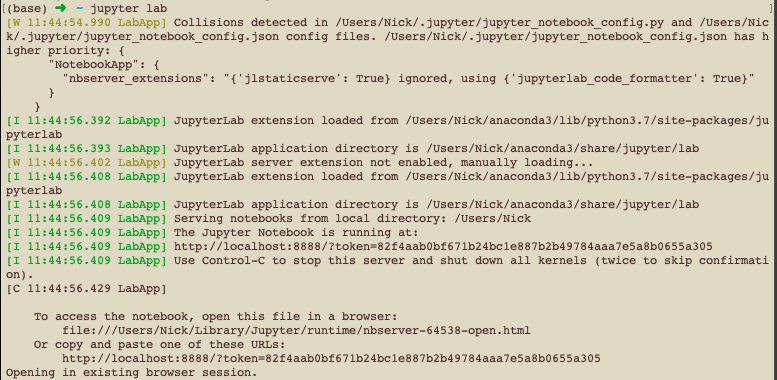 (base) ➜ ~ jupyter lab
[W 11:44:54.990 LabApp] Collisions detected in /Users/Nick/.jupyter/jupyter_notebook_config.py and /Users/Nic
k/.jupyter/jupyter_notebook_config.json config files. /Users/Nick/.jupyter/jupyter_notebook_config.json has h
igher priority: {
"NotebookApp": {
"nbserver_extensions": "{'jlstaticserve': True} ignored, using {'jupyterlab_code_formatter': True}"
}
}
[I 11:44:56.392 LabApp] JupyterLab extension loaded from /Users/Nick/anaconda3/lib/python3.7/site-packages/ju
pyterlab
[I 11:44:56.393 LabApp] JupyterLab application directory is /Users/Nick/anaconda3/share/jupyter/lab
[W 11:44:56.402 LabApp] JupyterLab server extension not enabled, manually loading...
[I 11:44:56.408 LabApp] JupyterLab extension loaded from /Users/Nick/anaconda3/lib/python3.7/site-packages/ju
pyterlab
[I 11:44:56.408 LabApp] JupyterLab application directory is /Users/Nick/anaconda3/share/jupyter/lab
[I 11:44:56.409 LabApp] Serving notebooks from local directory: /Users/Nick
[I 11:44:56.409 LabApp] The Jupyter Notebook is running at:
[I 11:44:56.409 LabApp] http://localhost:8888/?token=82f4aab0bf671b24bc1e887b2b49784aaa7e5a8b0655a305
[I 11:44:56.409 LabApp] Use Control-C to stop this server and shut down all kernels (twice to skip confirmati
on).
[C 11:44:56.429 LabApp]
To access the notebook, open this file in a browser:
file:///Users/Nick/Library/Jupyter/runtime/nbserver-64538-open.html
Or copy and paste one of these URLs:
http://localhost:8888/?token=82f4aab0bf671b24bc1e887b2b49784aaa7e5a8b0655a305
Opening in existing browser session.